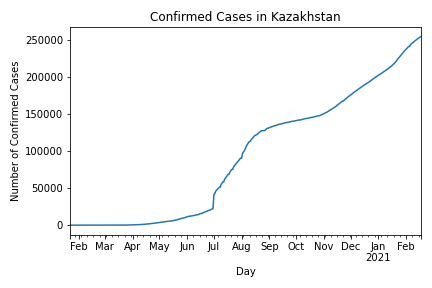 Confirmed Cases in Kazakhstan
250000
200000
150000
100000
50000
0
Number of Confirmed Cases
Feb Mar Apr May Jun Jul Aug Sep Oct Nov Dec Jan Feb
2021
Day